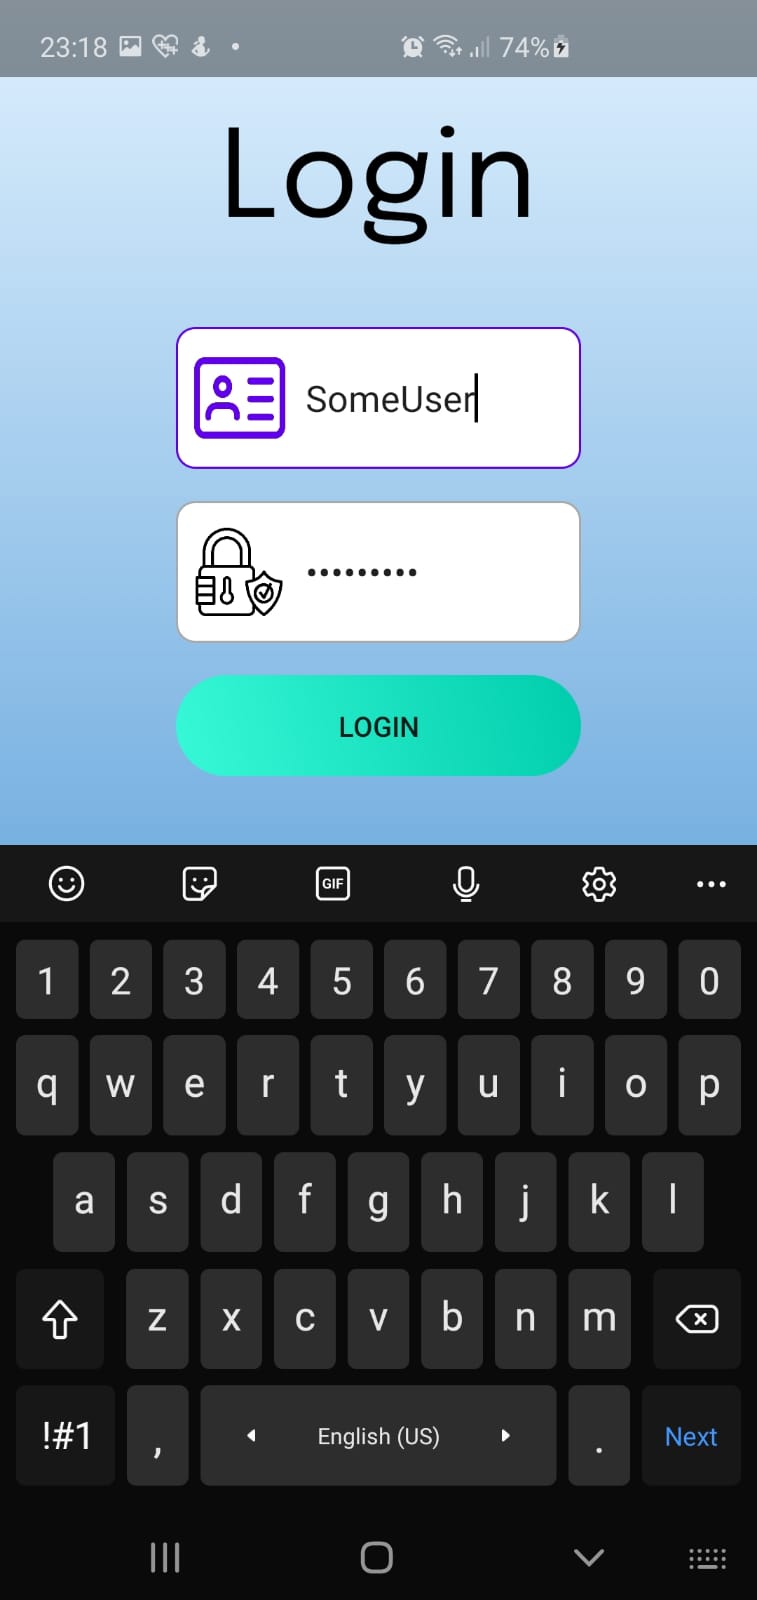 23:18 74%
Login
SomeUser
•••••••••
LOGIN
GIF
1 2 3 4 5 6 7 8 9 0
q w e r t y u i o p
a s d f g h j k l
z x c v b n m
!#1 , English (US) . Next